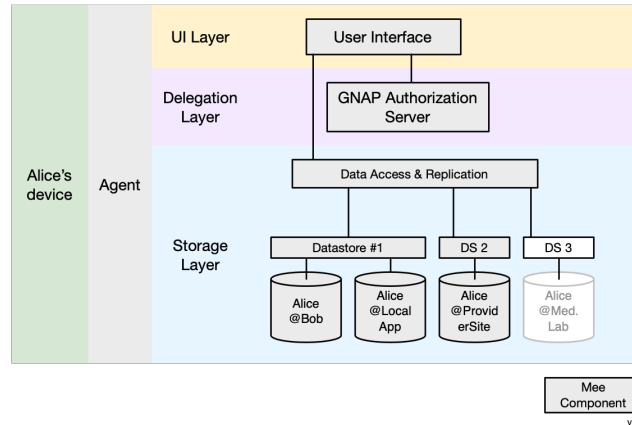 UI Layer
User Interface
Delegation
Layer
GNAP Authorization
Server
Alice's
device
Agent
Data Access & Replication
Storage
Layer
Datastore #1
DS 2
DS 3
Alice
@Bob
Alice
@Local
App
Alice
@Provid
erSite
Alice
@Med.
Lab
Mee
Component
v